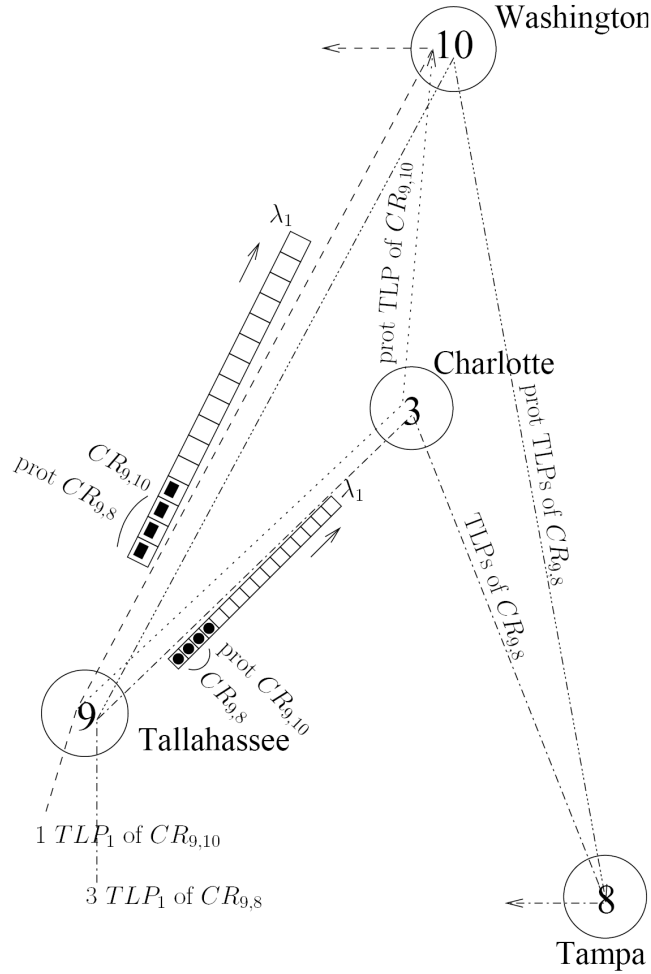 Washington
10
λ₁
prot TLP of CR₉,₁₀
Charlotte
3
CR₉,₁₀
prot CR₉,₈
prot TLPs of CR₉,₈
λ₁
TLPs of CR₉,₈
prot CR₉,₁₀
CR₉,₈
9
Tallahassee
1 TLP₁ of CR₉,₁₀
3 TLP₁ of CR₉,₈
8
Tampa